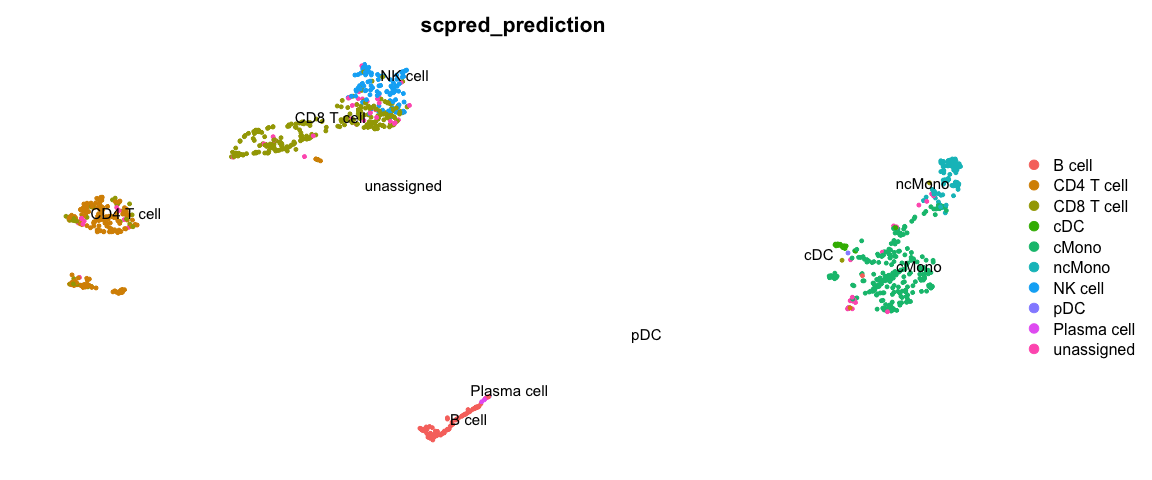 scpred_prediction
NK cell
CD8 T cell
unassigned
CD4 T cell
ncMono
cDC
cMono
pDC
Plasma cell
B cell
B cell
CD4 T cell
CD8 T cell
cDC
cMono
ncMono
NK cell
pDC
Plasma cell
unassigned